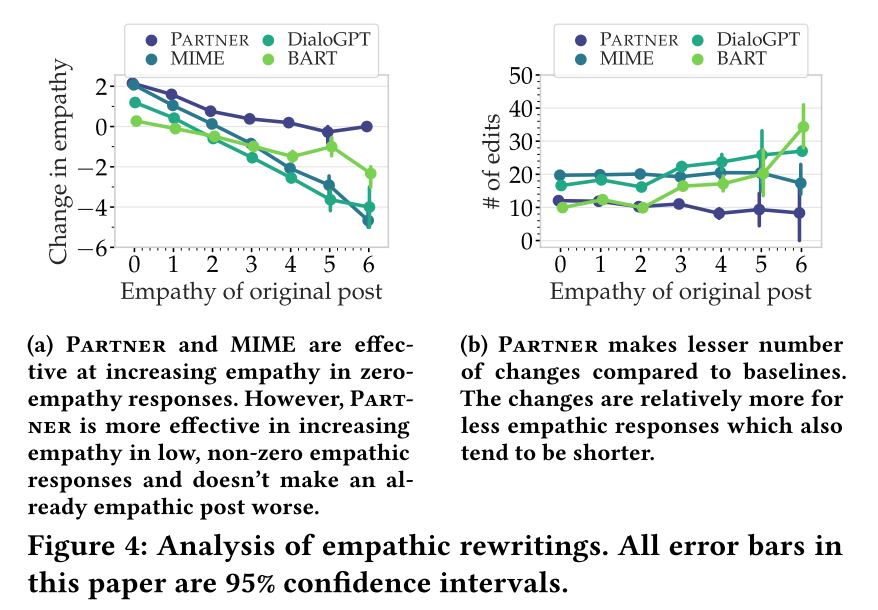 PARTNER DialoGPT
MIME BART
Change in empathy
2
0
−2
−4
−6
0 1 2 3 4 5 6
Empathy of original post
PARTNER DialoGPT
MIME BART
# of edits
50
40
30
20
10
0
0 1 2 3 4 5 6
Empathy of original post
(a) PARTNER and MIME are effec-
tive at increasing empathy in zero-
empathy responses. However, PART-
NER is more effective in increasing
empathy in low, non-zero empathic
responses and doesn't make an al-
ready empathic post worse.
(b) PARTNER makes lesser number
of changes compared to baselines.
The changes are relatively more for
less empathic responses which also
tend to be shorter.
Figure 4: Analysis of empathic rewritings. All error bars in
this paper are 95% confidence intervals.